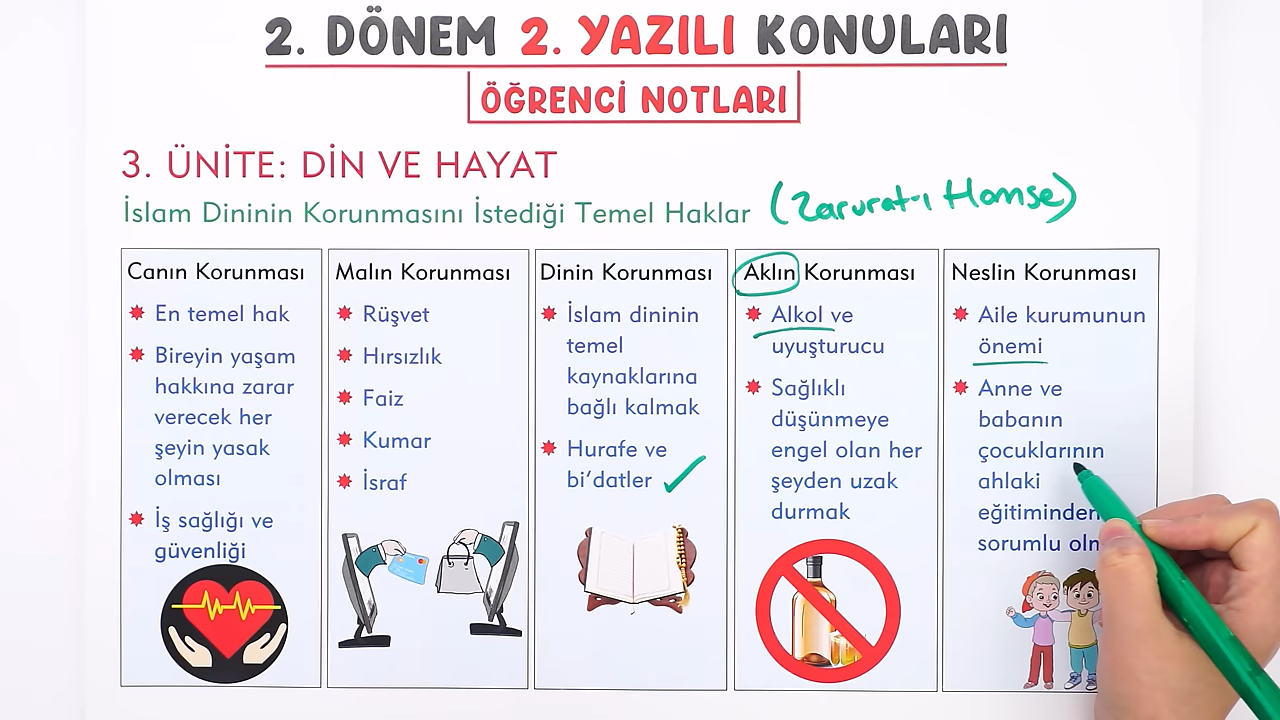 2. DÖNEM 2. YAZILI KONULARI
ÖĞRENCİ NOTLARI
3. ÜNİTE: DİN VE HAYAT
İslam Dininin Korunmasını İstediği Temel Haklar (Zarurat-ı Hamse)
Canın Korunması
En temel hak
Bireyin yaşam
hakkına zarar
verecek her
şeyin yasak
olması
İş sağlığı ve
güvenliği
Malın Korunması
Rüşvet
Hırsızlık
Faiz
Kumar
İsraf
Dinin Korunması
İslam dininin
temel
kaynaklarına
bağlı kalmak
Hurafe ve
bi'datler
Aklın Korunması
Alkol ve
uyuşturucu
Sağlıklı
düşünmeye
engel olan her
şeyden uzak
durmak
Neslin Korunması
Aile kurumunun
önemi
Anne ve
babanın
çocuklarının
ahlaki
eğitiminden
sorumlu